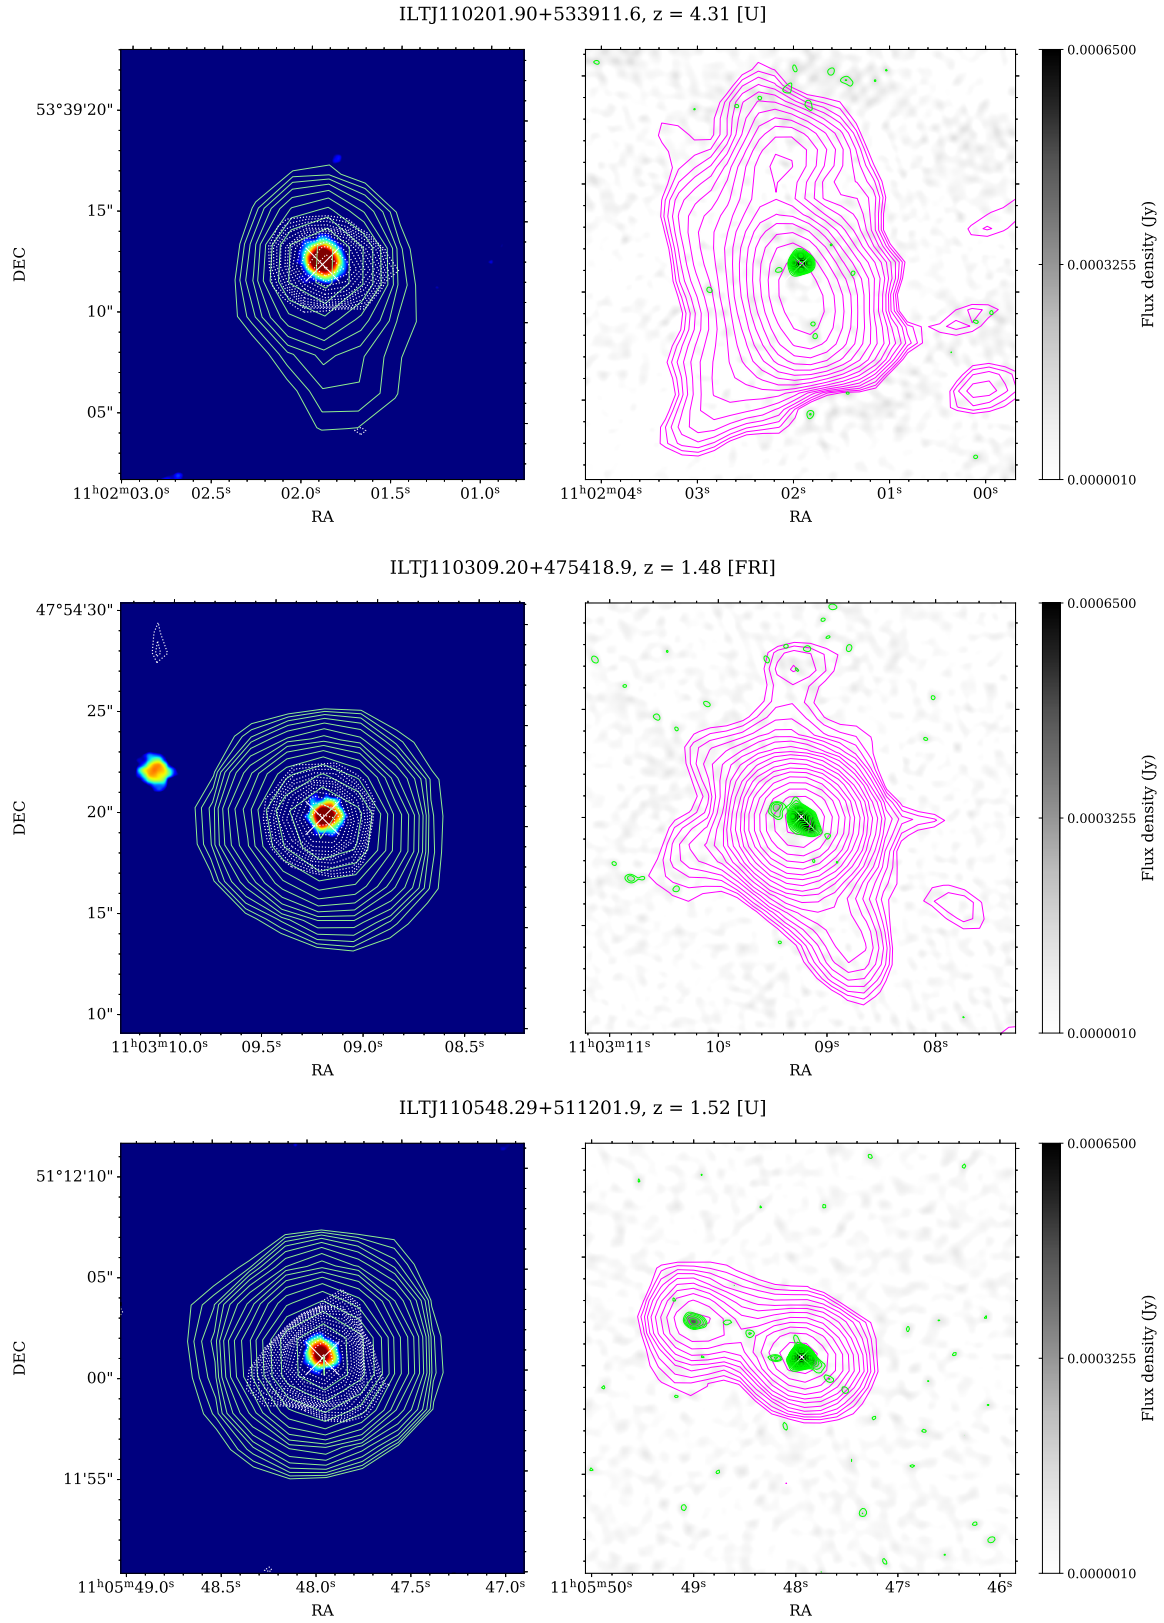 ILTJ110201.90+533911.6, z = 4.31 [U]
53°39'20"
15"
10"
05"
DEC
11ʰ02ᵐ03.0ˢ 02.5ˢ 02.0ˢ 01.5ˢ 01.0ˢ
RA
11ʰ02ᵐ04ˢ 03ˢ 02ˢ 01ˢ 00ˢ
RA
0.0006500
0.0003255
0.0000010
Flux density (Jy)
ILTJ110309.20+475418.9, z = 1.48 [FRI]
47°54'30"
25"
20"
15"
10"
DEC
11ʰ03ᵐ10.0ˢ 09.5ˢ 09.0ˢ 08.5ˢ
RA
11ʰ03ᵐ11ˢ 10ˢ 09ˢ 08ˢ
RA
0.0006500
0.0003255
0.0000010
Flux density (Jy)
ILTJ110548.29+511201.9, z = 1.52 [U]
51°12'10"
05"
00"
11'55"
DEC
11ʰ05ᵐ49.0ˢ 48.5ˢ 48.0ˢ 47.5ˢ 47.0ˢ
RA
11ʰ05ᵐ50ˢ 49ˢ 48ˢ 47ˢ 46ˢ
RA
0.0006500
0.0003255
0.0000010
Flux density (Jy)